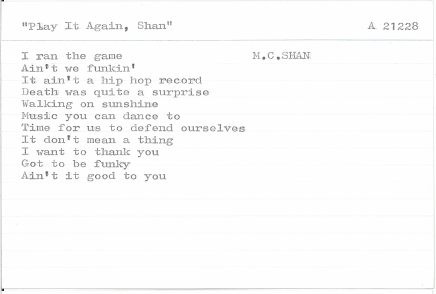 "Play It Again, Shan" A 21228
I ran the game M.C.SHAN
Ain't we funkin'
It ain't a hip hop record
Death was quite a surprise
Walking on sunshine
Music you can dance to
Time for us to defend ourselves
It don't mean a thing
I want to thank you
Got to be funky
Ain't it good to you